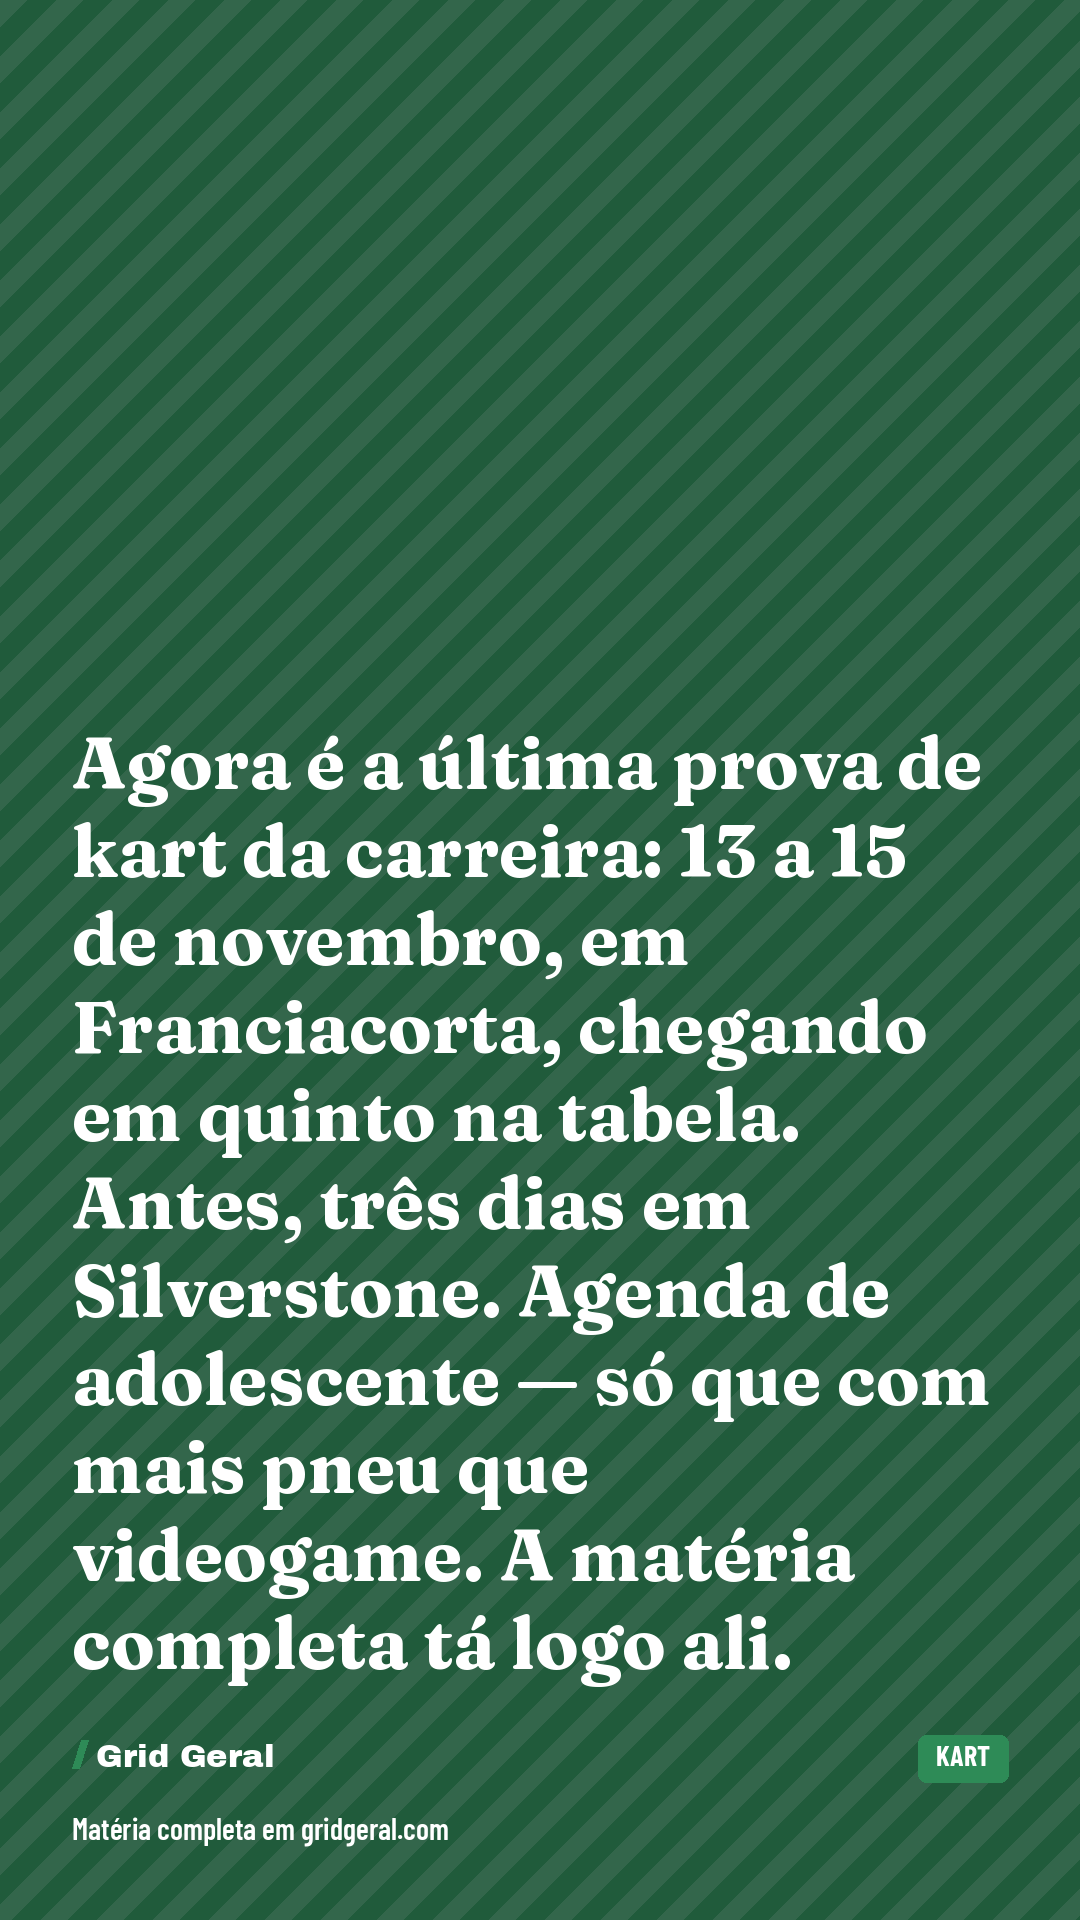 Agora é a última prova de
kart da carreira: 13 a 15
de novembro, em
Franciacorta, chegando
em quinto na tabela.
Antes, três dias em
Silverstone. Agenda de
adolescente — só que com
mais pneu que
videogame. A matéria
completa tá logo ali.
/ Grid Geral
KART
Matéria completa em gridgeral.com